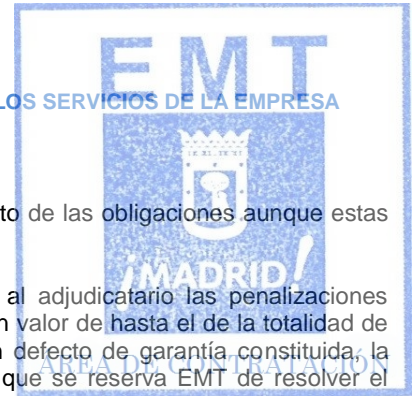 EMT
LOS SERVICIOS DE LA EMPRESA
to de las obligaciones aunque estas
¡MADRID!
al adjudicatario las penalizaciones
n valor de hasta el de la totalidad de
n defecto de garantía constituida, la
ÁREA DE CONTRATACIÓN
que se reserva EMT de resolver el